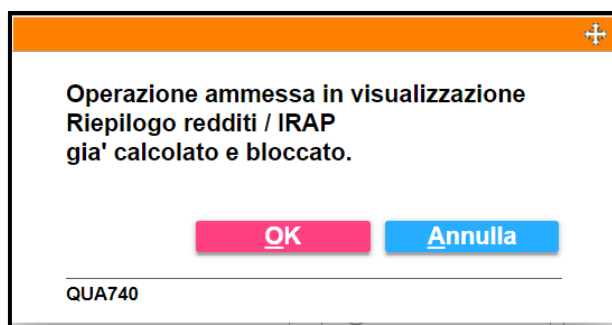 Operazione ammessa in visualizzazione
Riepilogo redditi / IRAP
gia' calcolato e bloccato.
OK
Annulla
QUA740